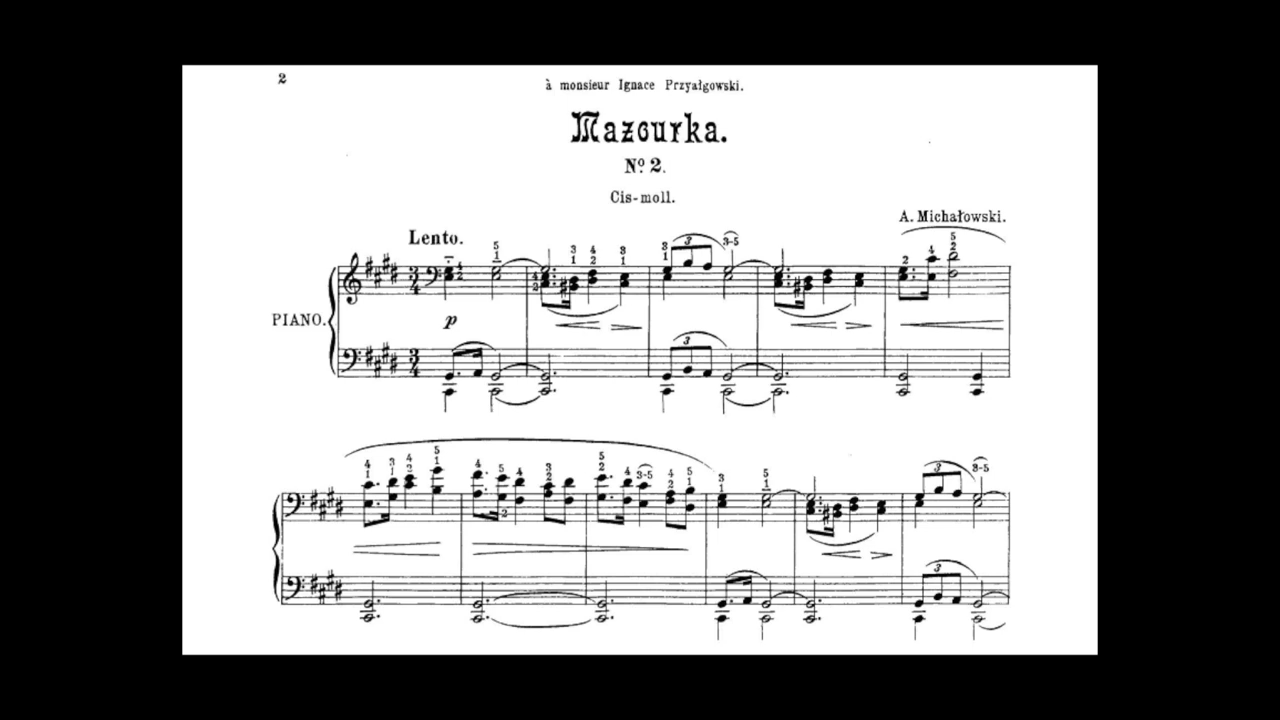 2
à monsieur Ignace Przyałgowski.
Mazourka.
Nº 2.
Cis-moll.
A. Michałowski.
Lento.
PIANO.
p